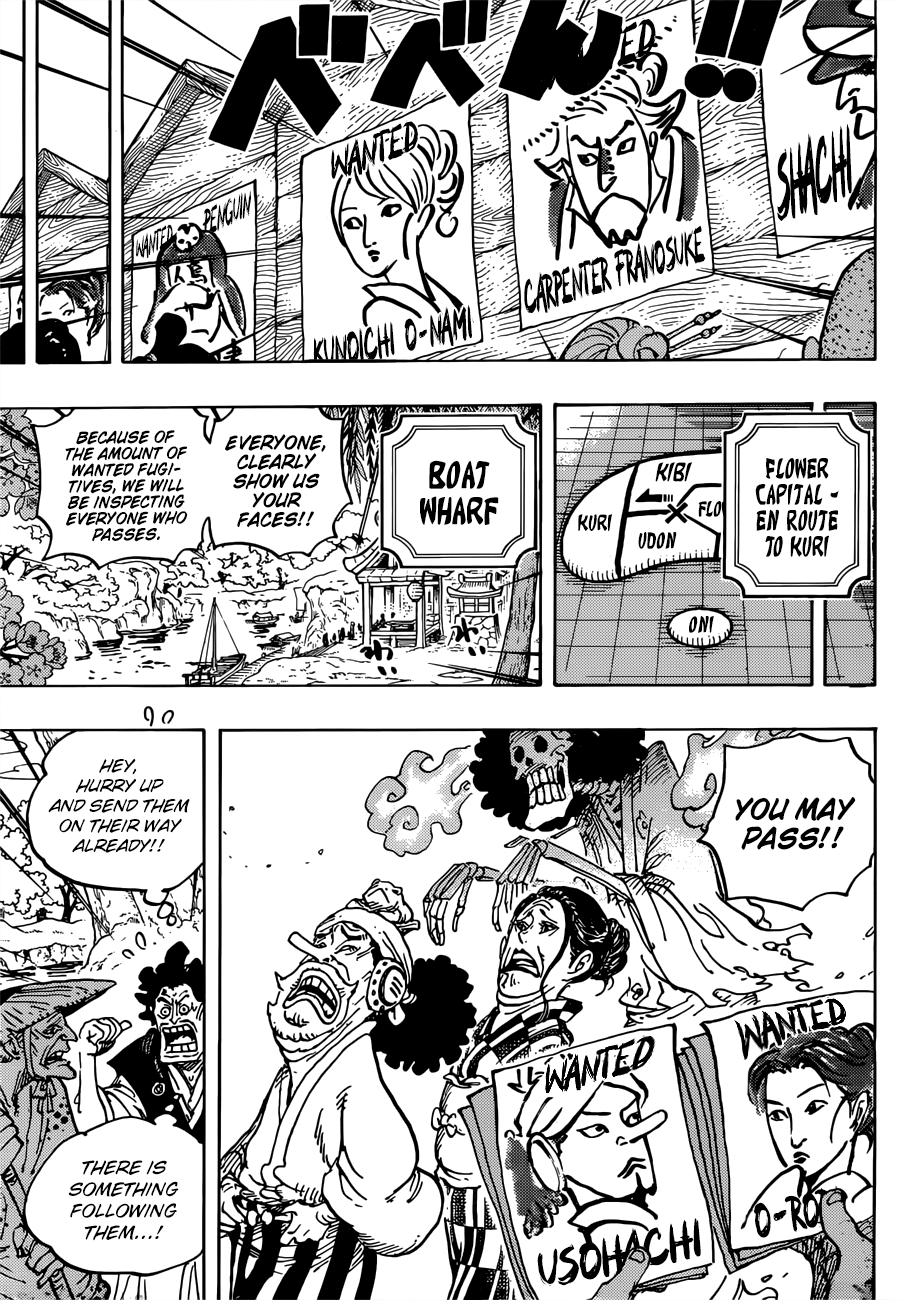 べべん!!
WANTED
SHACHI
CARPENTER FRANOSUKE
WANTED
KUNOICHI O-NAMI
WANTED PENGUIN
FLOWER
CAPITAL -
EN ROUTE
TO KURI
KIBI
KURI
UDON
FLO
ONI
BOAT
WHARF
EVERYONE,
CLEARLY
SHOW US
YOUR
FACES!!
BECAUSE OF
THE AMOUNT OF
WANTED FUGI-
TIVES, WE WILL
BE INSPECTING
EVERYONE WHO
PASSES.
YOU MAY
PASS!!
WANTED
O-RO
WANTED
USOHACHI
HEY,
HURRY UP
AND SEND THEM
ON THEIR WAY
ALREADY!!
THERE IS
SOMETHING
FOLLOWING
THEM...!